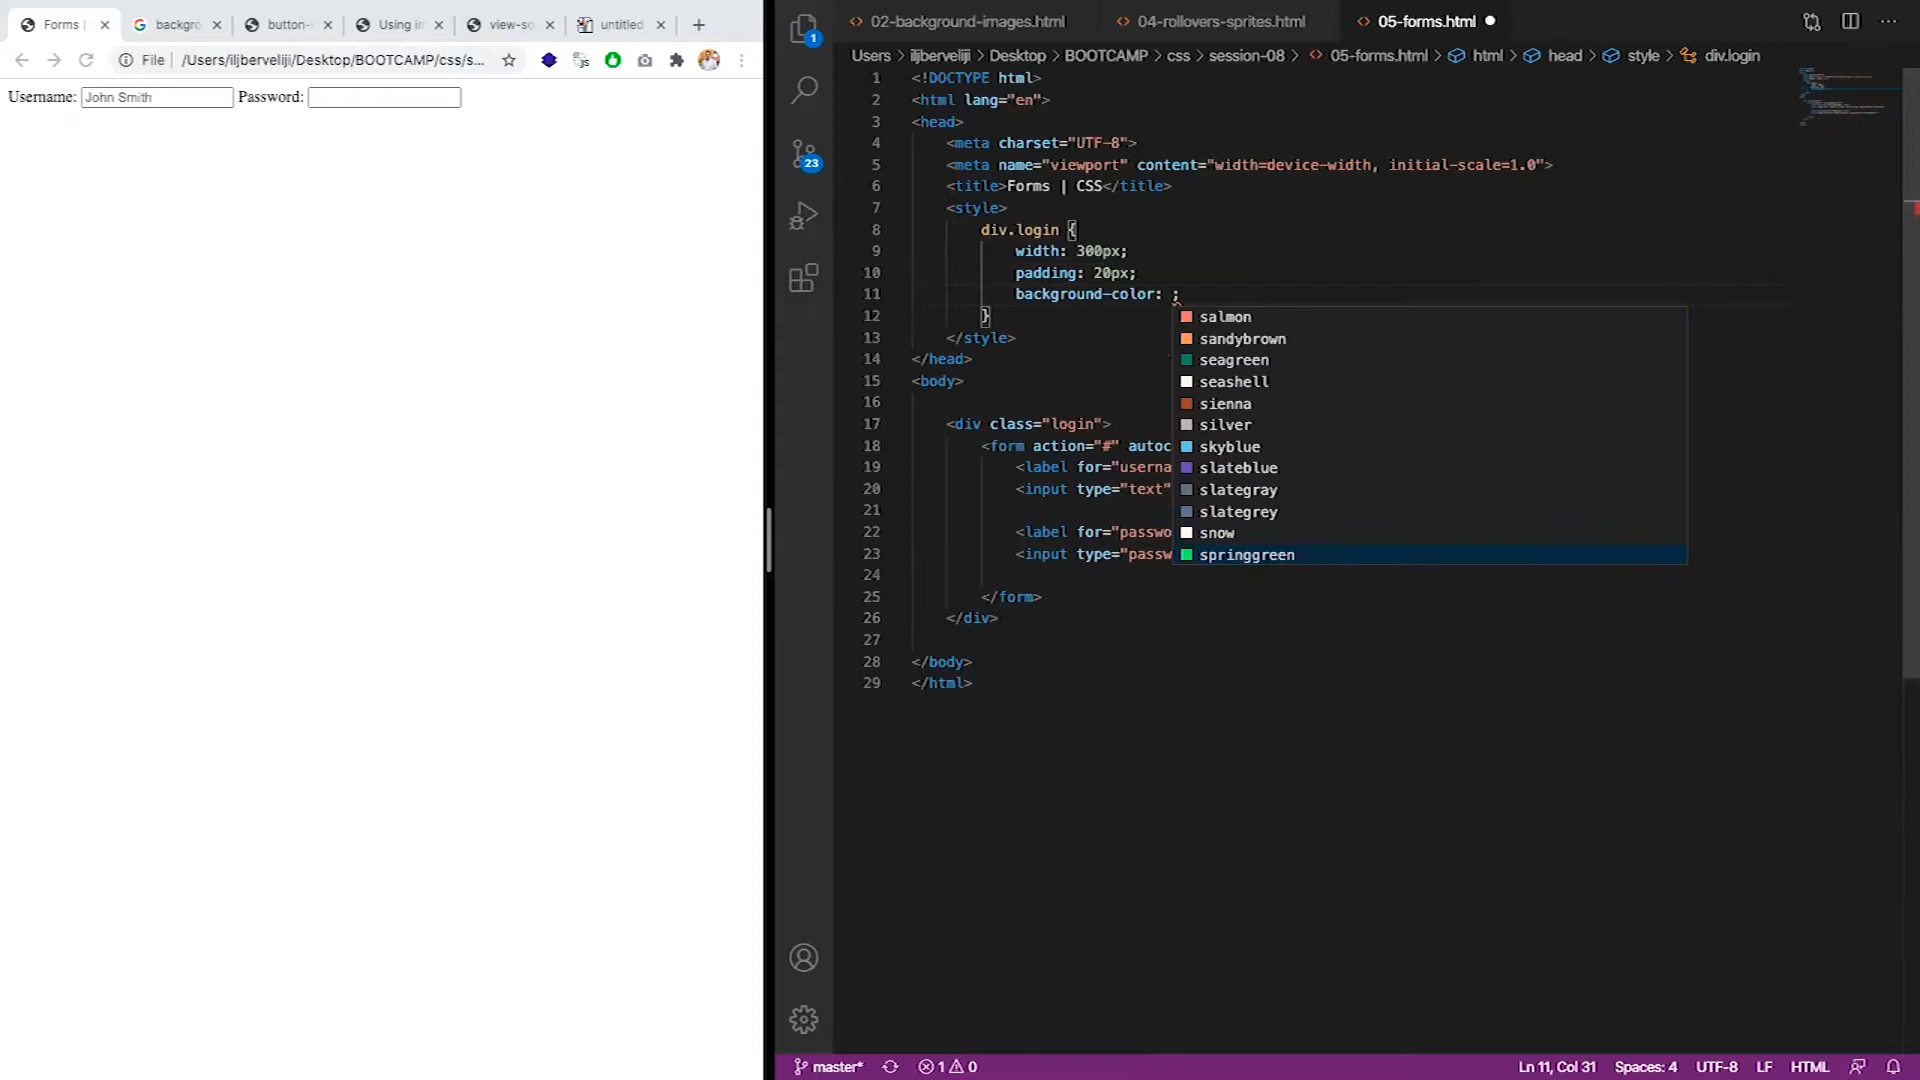 Forms |
backgro
button-
Using in
view-so
untitled
File
/Users/iljberveliji/Desktop/BOOTCAMP/css/s...
Username: John Smith Password:
02-background-images.html
04-rollovers-sprites.html
05-forms.html
Users > iljberveliji > Desktop > BOOTCAMP > css > session-08 > 05-forms.html > html > head > style > div.login
1 <!DOCTYPE html>
2 <html lang="en">
3 <head>
4 <meta charset="UTF-8">
5 <meta name="viewport" content="width=device-width, initial-scale=1.0">
6 <title>Forms | CSS</title>
7 <style>
8 div.login {
9 width: 300px;
10 padding: 20px;
11 background-color: ;
12 }
13 </style>
14 </head>
15 <body>
16
17 <div class="login">
18 <form action="#" autoc
19 <label for="userna
20 <input type="text"
21
22 <label for="passwo
23 <input type="passw
24
25 </form>
26 </div>
27
28 </body>
29 </html>
salmon
sandybrown
seagreen
seashell
sienna
silver
skyblue
slateblue
slategray
slategrey
snow
springgreen
1
23
master*
1 0
Ln 11, Col 31
Spaces: 4
UTF-8
LF
HTML